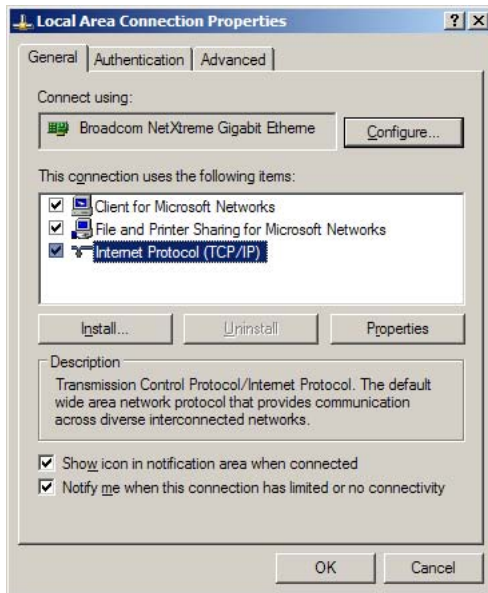 Local Area Connection Properties
General Authentication Advanced
Connect using:
Broadcom NetXtreme Gigabit Etherne Configure...
This connection uses the following items:
Client for Microsoft Networks
File and Printer Sharing for Microsoft Networks
Internet Protocol (TCP/IP)
Install... Uninstall Properties
Description
Transmission Control Protocol/Internet Protocol. The default
wide area network protocol that provides communication
across diverse interconnected networks.
Show icon in notification area when connected
Notify me when this connection has limited or no connectivity
OK Cancel